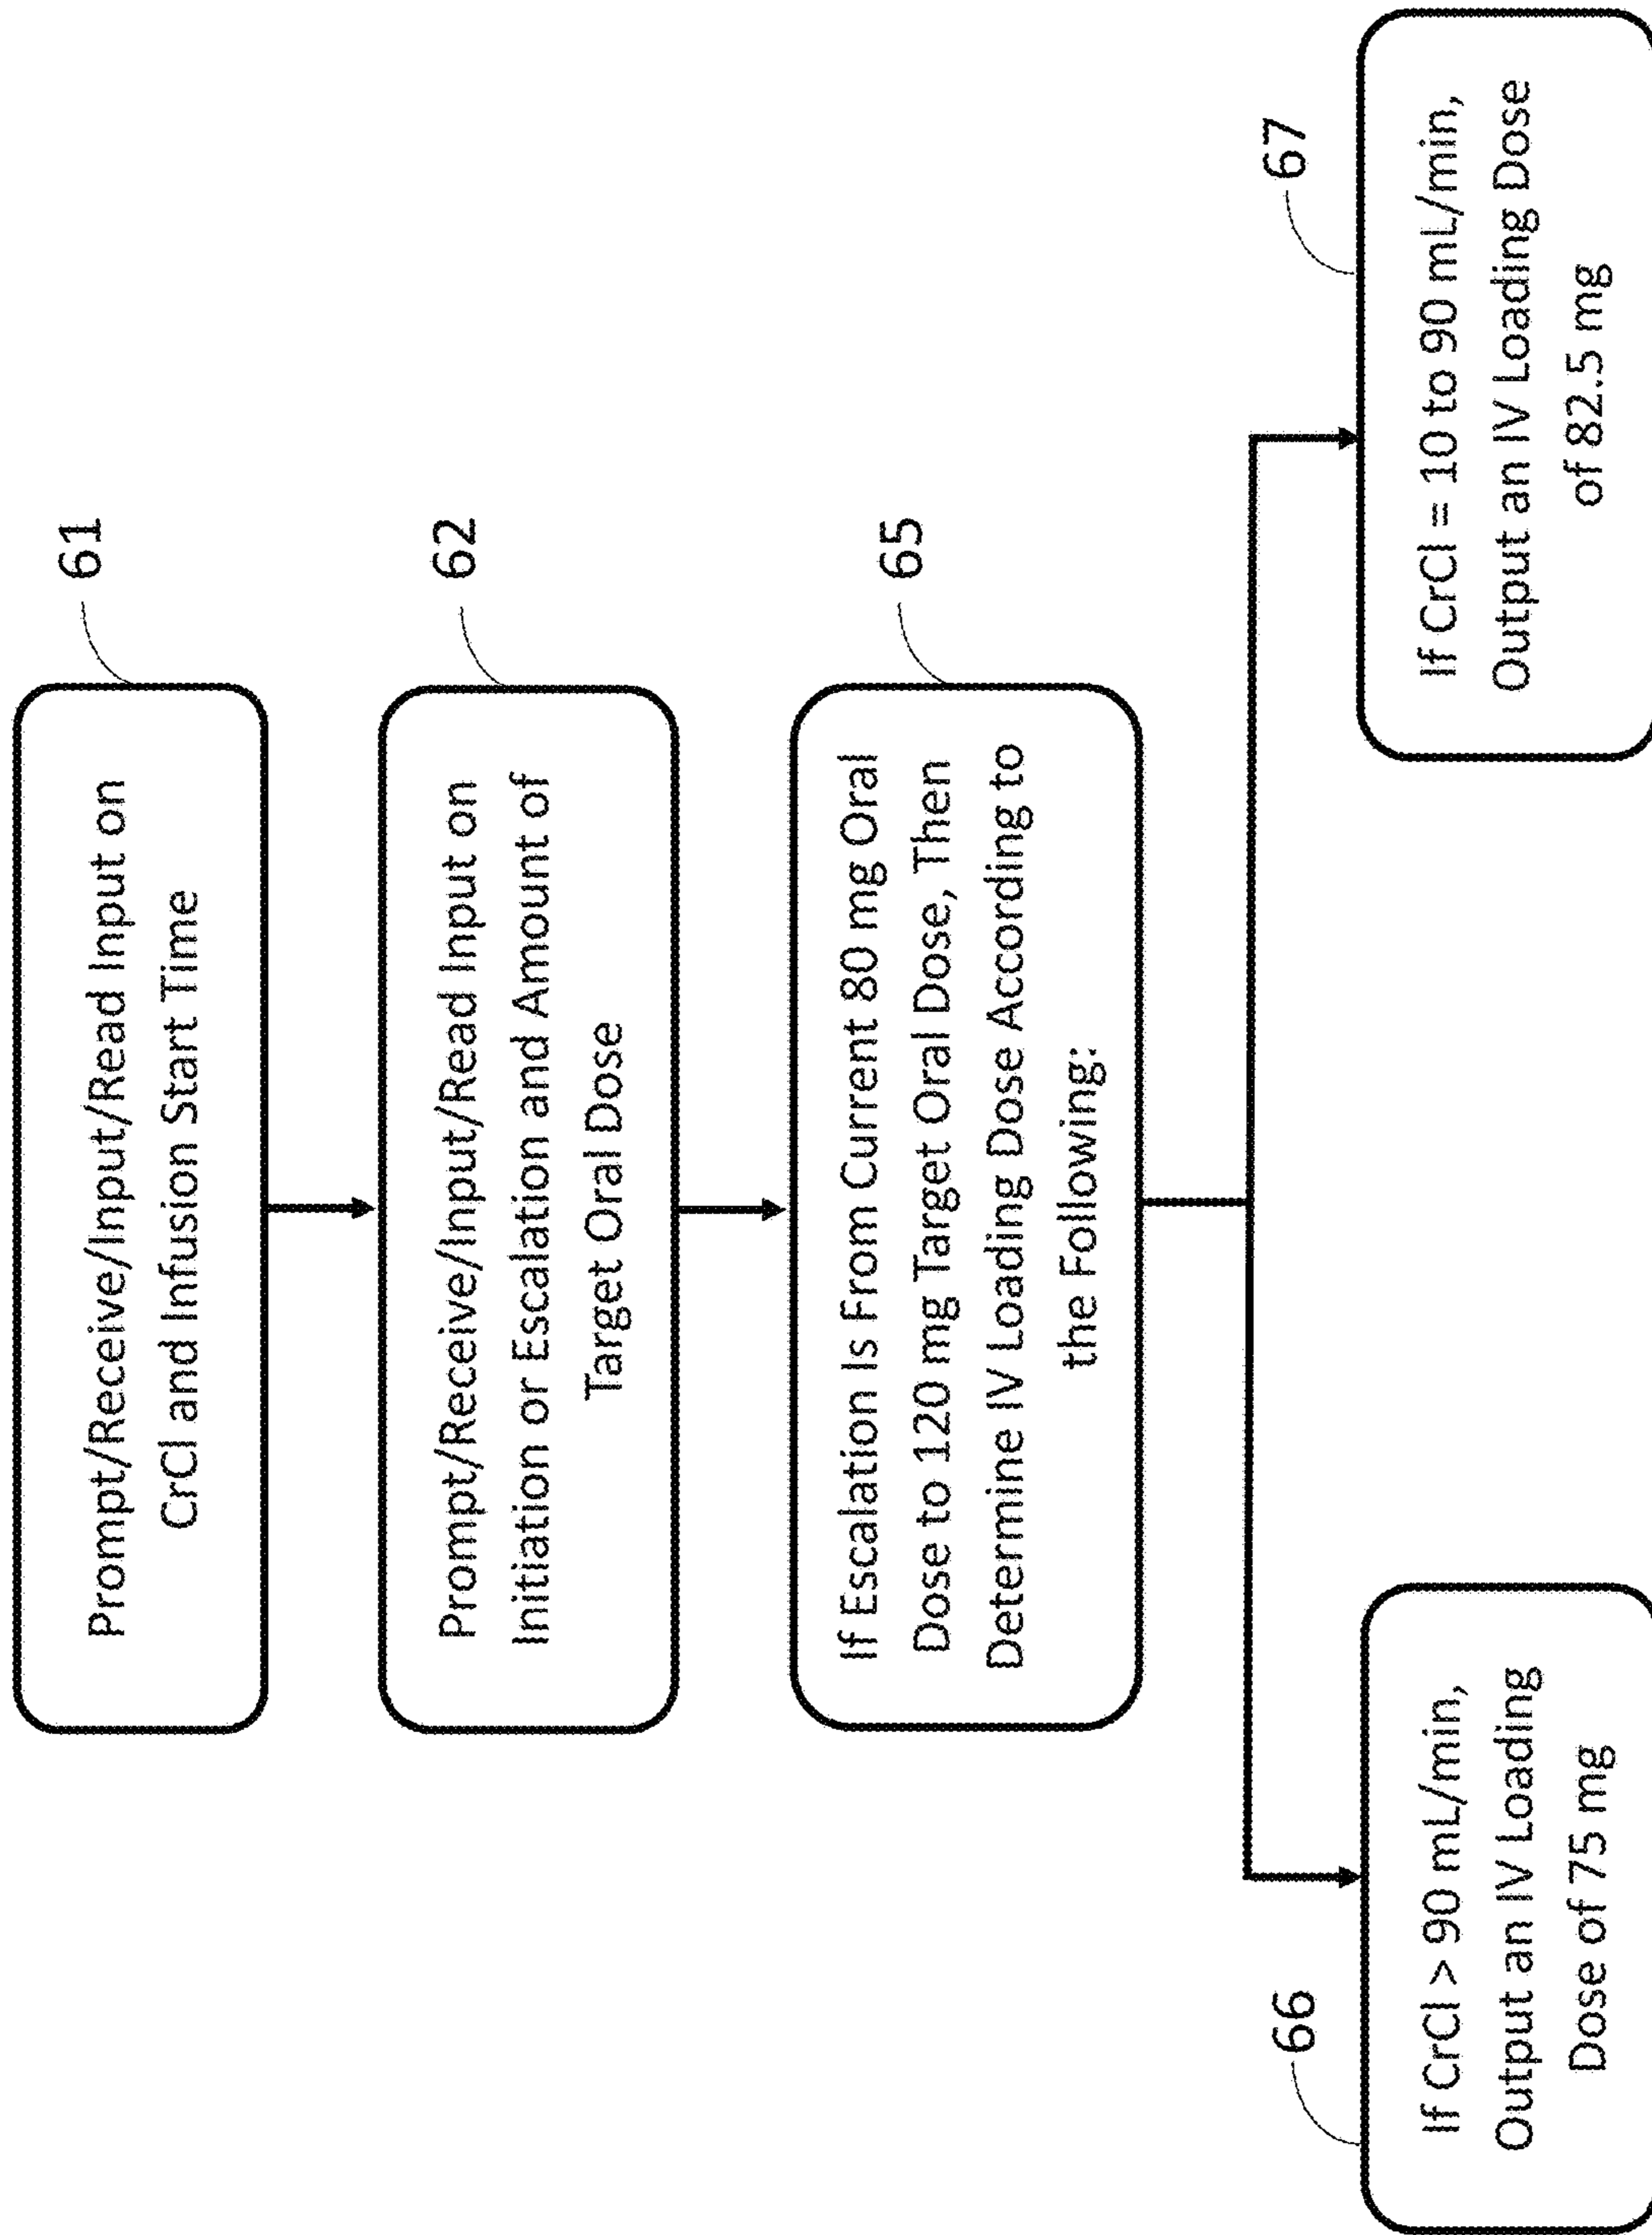 Prompt/Receive/Input/Read Input on
CrCl and Infusion Start Time
61
Prompt/Receive/Input/Read Input on
Initiation or Escalation and Amount of
Target Oral Dose
62
If Escalation Is From Current 80 mg Oral
Dose to 120 mg Target Oral Dose, Then
Determine IV Loading Dose According to
the Following:
65
66
If CrCl > 90 mL/min,
Output an IV Loading
Dose of 75 mg
67
If CrCl = 10 to 90 mL/min,
Output an IV Loading Dose
of 82.5 mg